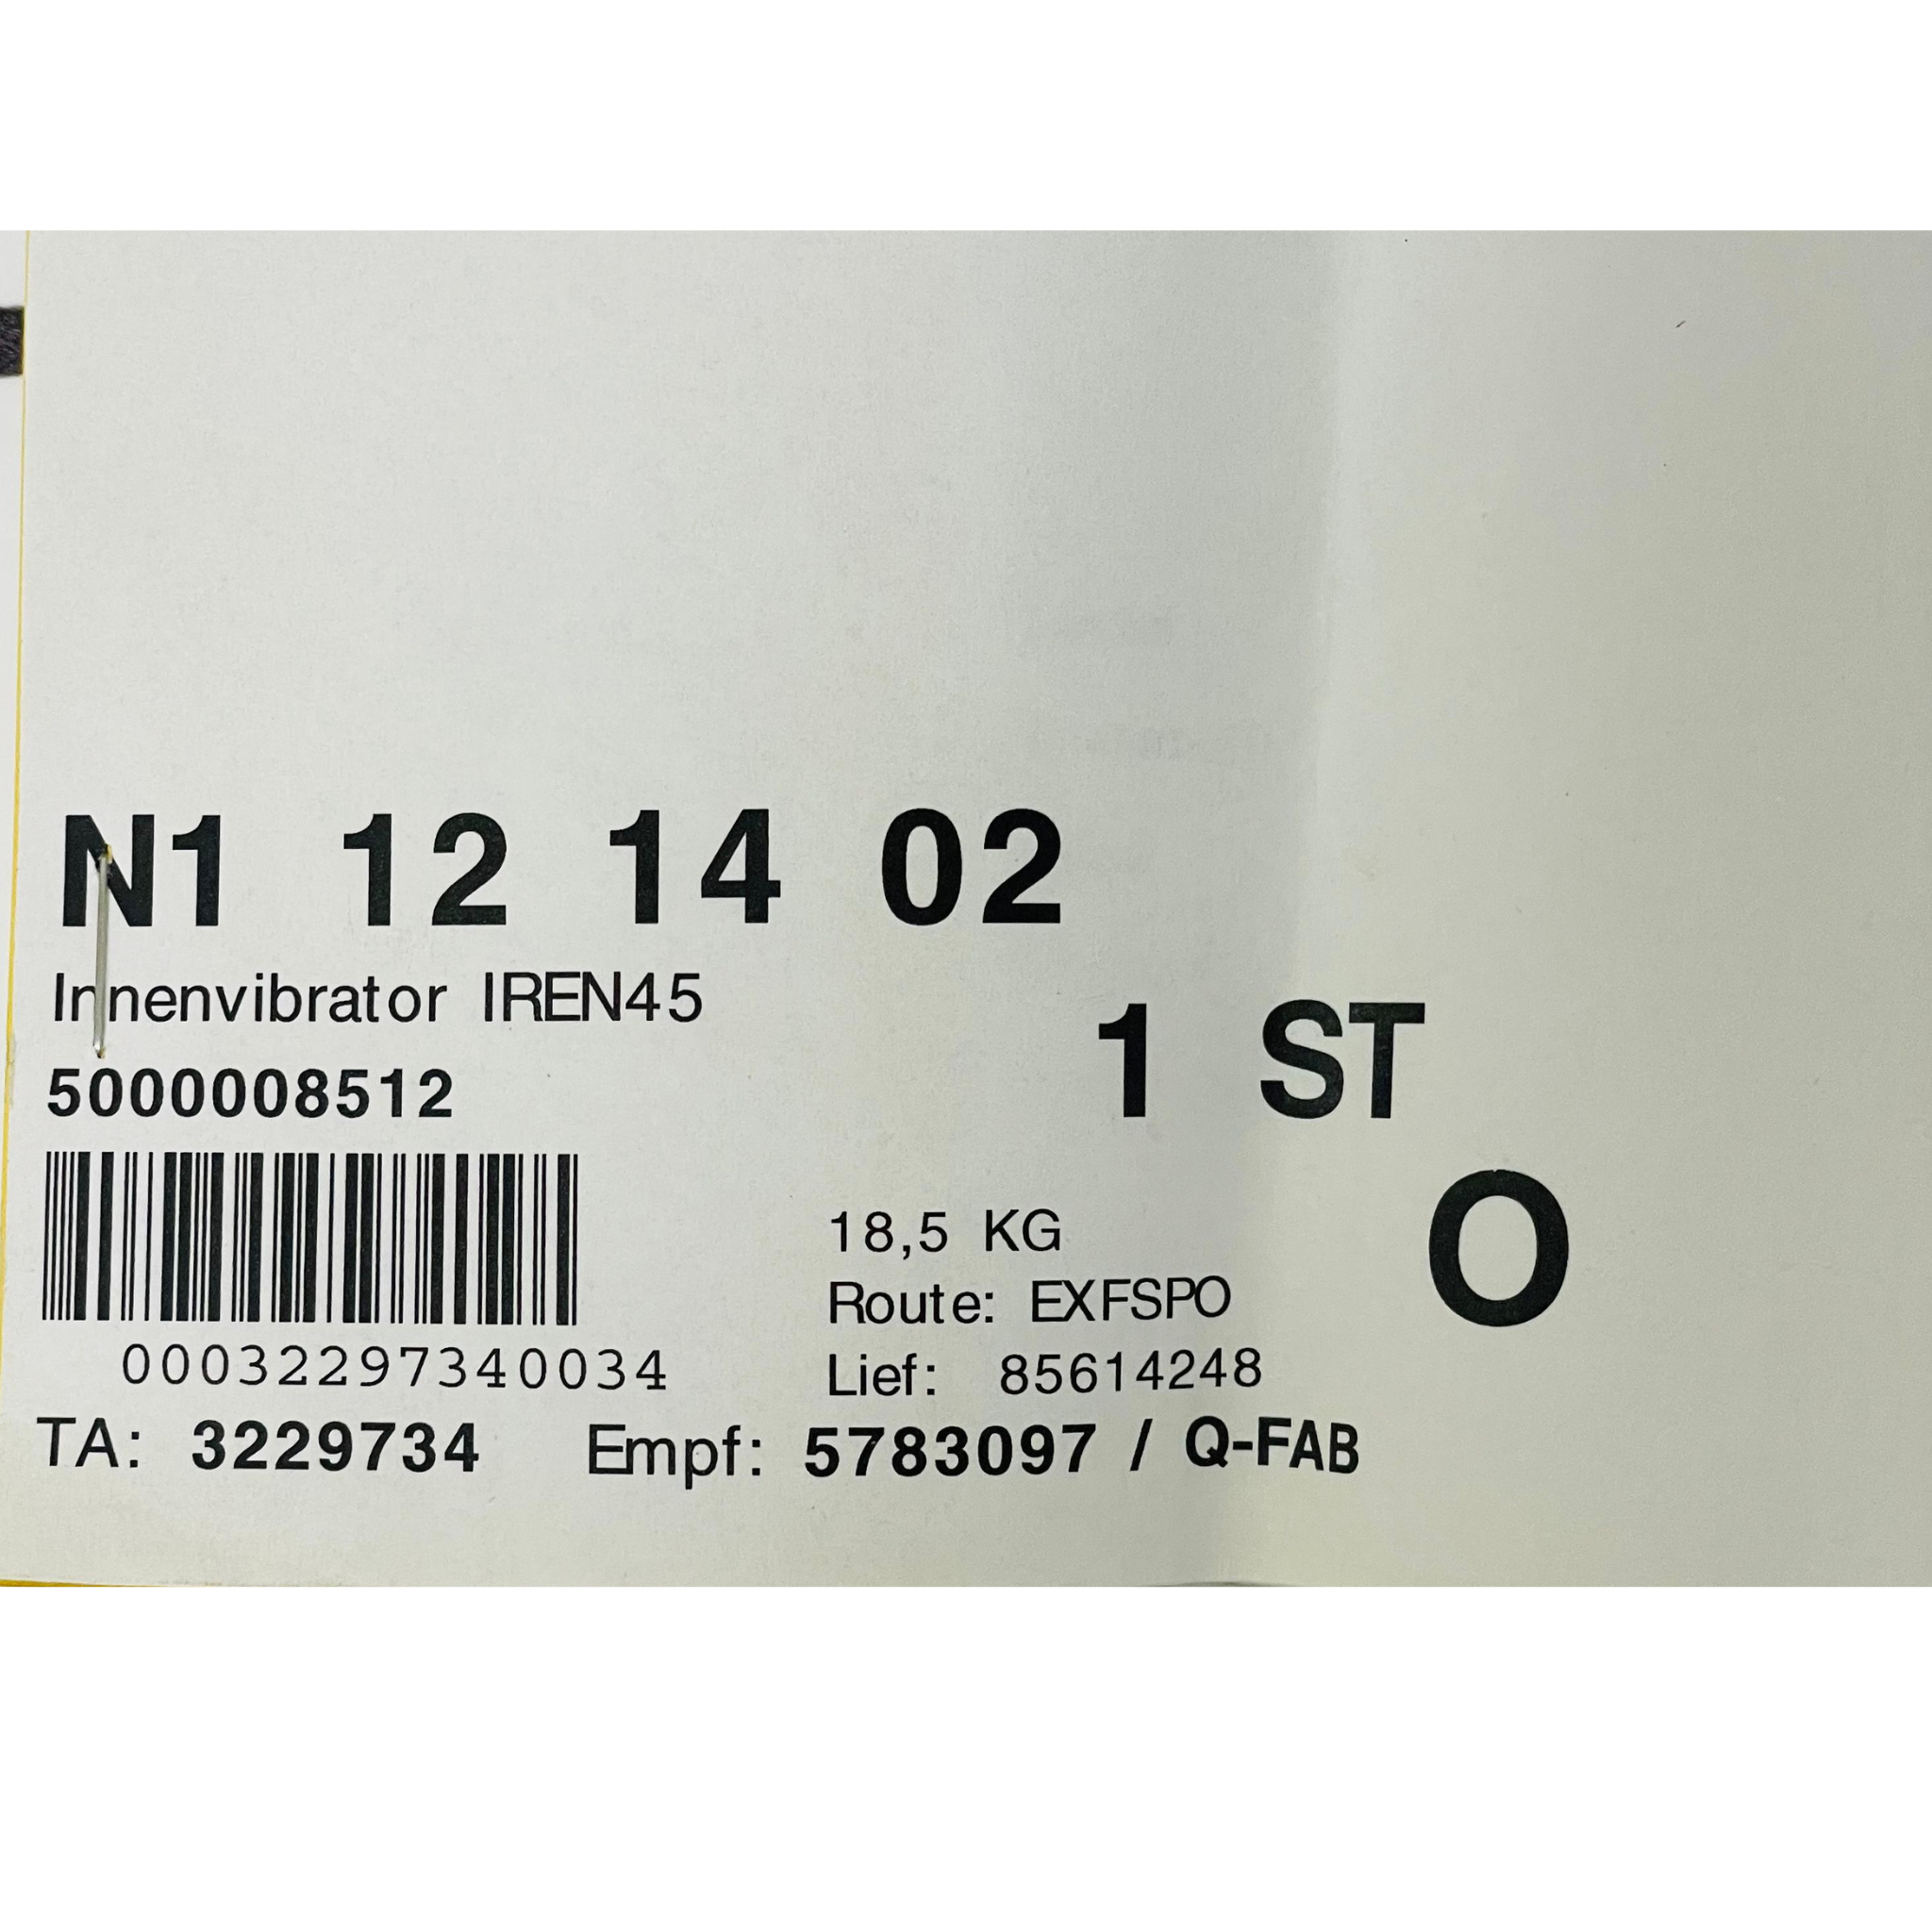 N1 12 14 02
Innenvibrator IREN45
1 ST
5000008512
O
18,5 KG
Route: EXFSPO
00032297340034
Lief: 85614248
TA: 3229734 Empf: 5783097 / Q-FAB